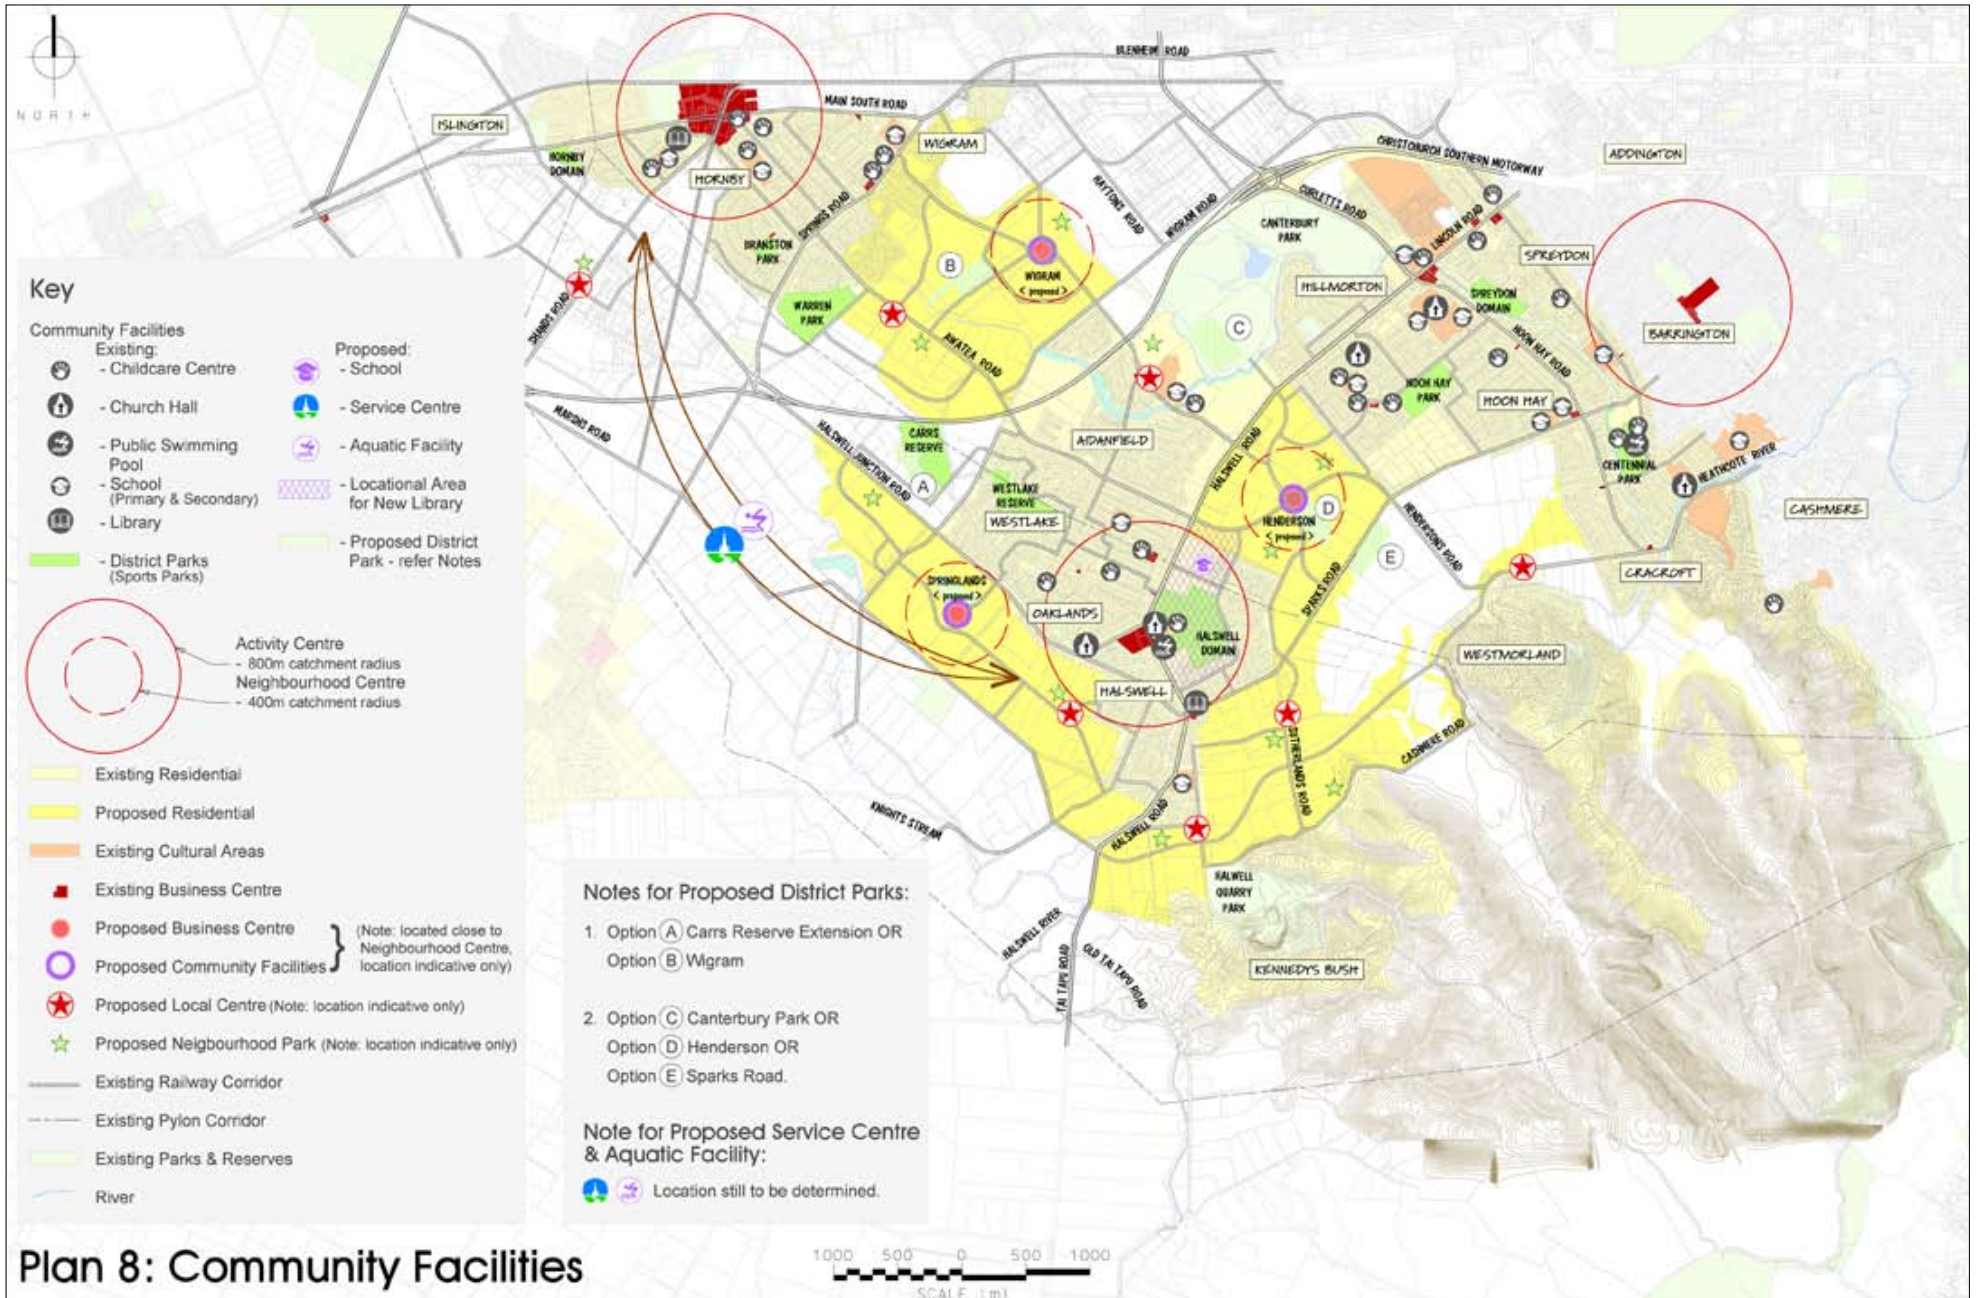 NORTH
BLENHEIM ROAD
MAIN SOUTH ROAD
ISLINGTON
WIGRAM
CHRISTCHURCH SOUTHERN MOTORWAY
ADDINGTON
HORNBY
DOMAIN
HORNBY
HAYTONS ROAD
WIGRAM ROAD
CURLETTS ROAD
LINCOLN ROAD
SPRINGS ROAD
CANTERBURY
PARK
BRANSTON
PARK
B
SPREYDON
WIGRAM
< proposed >
HILLMORTON
SPREYDON
DOMAIN
SHANDS ROAD
WARREN
PARK
C
BARRINGTON
AWATEA ROAD
HOON HAY ROAD
HOON HAY
PARK
HOON HAY
MARSHS ROAD
HALSWELL JUNCTION ROAD
CARRS
RESERVE
AIDANFIELD
HALSWELL ROAD
CENTENNIAL
PARK
HEATHCOTE RIVER
A
WESTLAKE
RESERVE
WESTLAKE
D
HENDERSON
< proposed >
HENDERSONS ROAD
CASHMERE
E
SPRINGLANDS
< proposed >
SPARKS ROAD
CRACROFT
OAKLANDS
HALSWELL
DOMAIN
WESTMORLAND
HALSWELL
SUTHERLANDS ROAD
CASHMERE ROAD
KNIGHTS STREAM
HALSWELL ROAD
HALWELL
QUARRY
PARK
HALSWELL RIVER
TAI TAPU ROAD
OLD TAI TAPU ROAD
KENNEDYS BUSH
Key
Community Facilities
Existing:
- Childcare Centre
- Church Hall
- Public Swimming
Pool
- School
(Primary & Secondary)
- Library
- District Parks
(Sports Parks)
Proposed:
- School
- Service Centre
- Aquatic Facility
- Locational Area
for New Library
- Proposed District
Park - refer Notes
Activity Centre
- 800m catchment radius
Neighbourhood Centre
- 400m catchment radius
Existing Residential
Proposed Residential
Existing Cultural Areas
Existing Business Centre
Proposed Business Centre
Proposed Community Facilities
(Note: located close to
Neighbourhood Centre,
location indicative only)
Proposed Local Centre (Note: location indicative only)
Proposed Neigbourhood Park (Note: location indicative only)
Existing Railway Corridor
Existing Pylon Corridor
Existing Parks & Reserves
River
Notes for Proposed District Parks:
1. Option A Carrs Reserve Extension OR
Option B Wigram
2. Option C Canterbury Park OR
Option D Henderson OR
Option E Sparks Road.
Note for Proposed Service Centre
& Aquatic Facility:
Location still to be determined.
Plan 8: Community Facilities
1000 500 0 500 1000
SCALE (m)